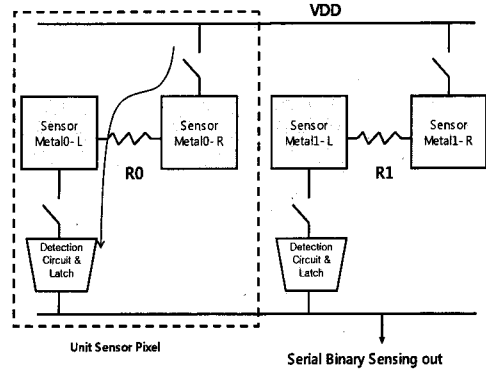 VDD
Sensor
Metal0-L
Sensor
Metal0-R
Sensor
Metal1-L
Sensor
Metal1-R
R0
R1
Detection
Circuit &
Latch
Detection
Circuit &
Latch
Unit Sensor Pixel
Serial Binary Sensing out